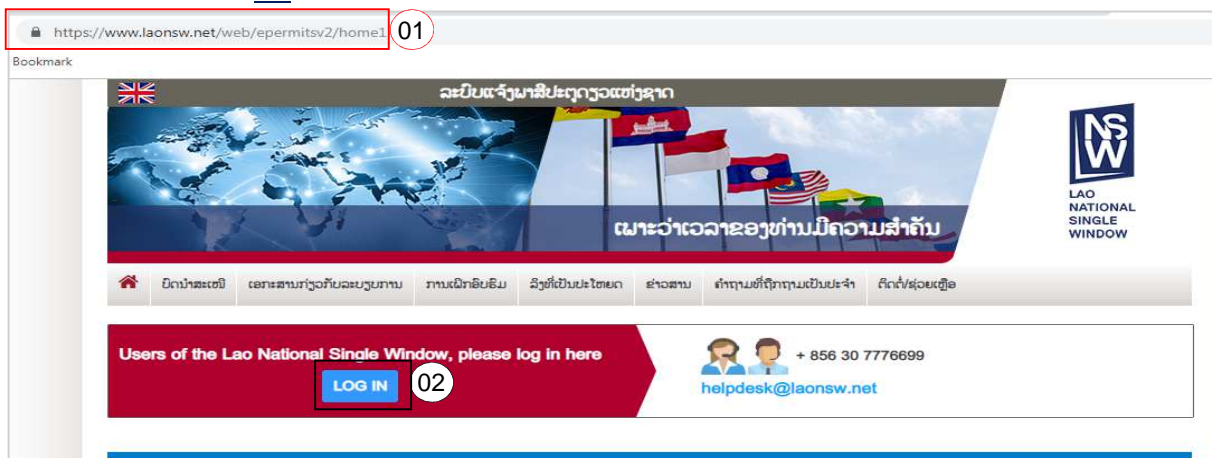 https://www.laonsw.net/web/epermitsv2/home1 01
Bookmark
ລະບົບແຈ້ງພາສີປະຕູດຽວແຫ່ງຊາດ
NSW
LAO
NATIONAL
SINGLE
WINDOW
ເພາະວ່າເວລາຂອງທ່ານມີຄວາມສຳຄັນ
ບົດນຳສະເໜີ ເອກະສານກ່ຽວກັບລະບຽບການ ການເຝິກອົບຮົມ ລິງທີ່ເປັນປະໂຫຍດ ຂ່າວສານ ຄຳຖາມທີ່ຖືກຖາມເປັນປະຈຳ ຕິດຕໍ່/ຊ່ວຍເຫຼືອ
Users of the Lao National Single Window, please log in here
LOG IN 02
+ 856 30 7776699
helpdesk@laonsw.net